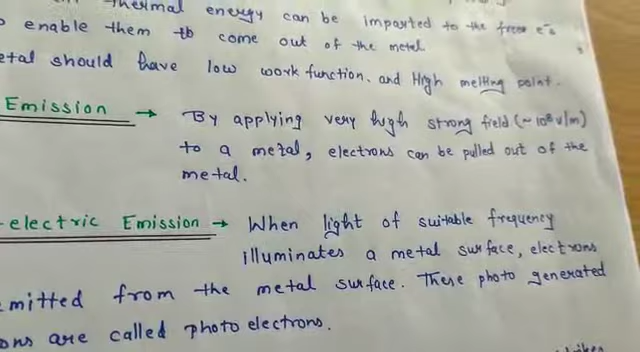 thermal energy can be imparted to the free e⁻s
enable them to come out of the metal.
etal should have low work function. and High melting point.
Emission → By applying very high strong field (~ 10⁸ v/m)
to a metal, electrons can be pulled out of the
metal.
-electric Emission → When light of suitable frequency
illuminates a metal surface, electrons
mitted from the metal surface. These photo generated
ons are called photo electrons.